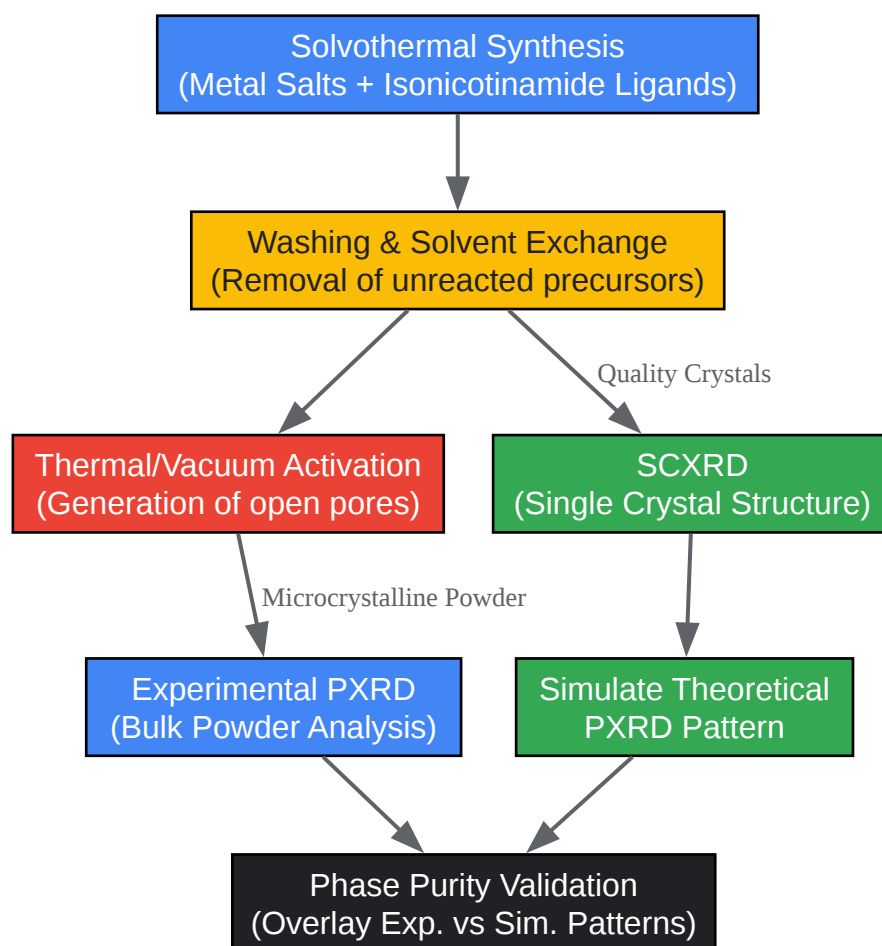 Solvothermal Synthesis
(Metal Salts + Isonicotinamide Ligands)
Washing & Solvent Exchange
(Removal of unreacted precursors)
Quality Crystals
Thermal/Vacuum Activation
(Generation of open pores)
SCXRD
(Single Crystal Structure)
Microcrystalline Powder
Experimental PXRD
(Bulk Powder Analysis)
Simulate Theoretical
PXRD Pattern
Phase Purity Validation
(Overlay Exp. vs Sim. Patterns)